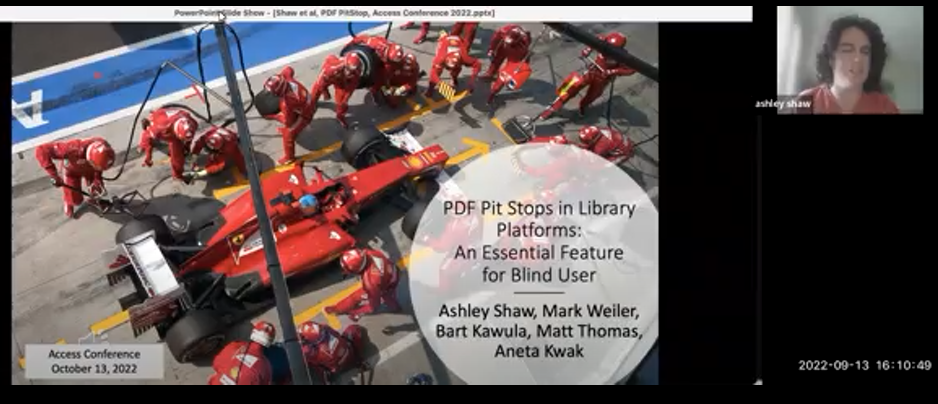 PowerPoint Slide Show - [Shaw et al, PDF PitStop, Access Conference 2022.pptx]
ashley shaw
PDF Pit Stops in Library
Platforms:
An Essential Feature
for Blind User
Ashley Shaw, Mark Weiler,
Bart Kawula, Matt Thomas,
Aneta Kwak
Access Conference
October 13, 2022
2022-09-13 16:10:49